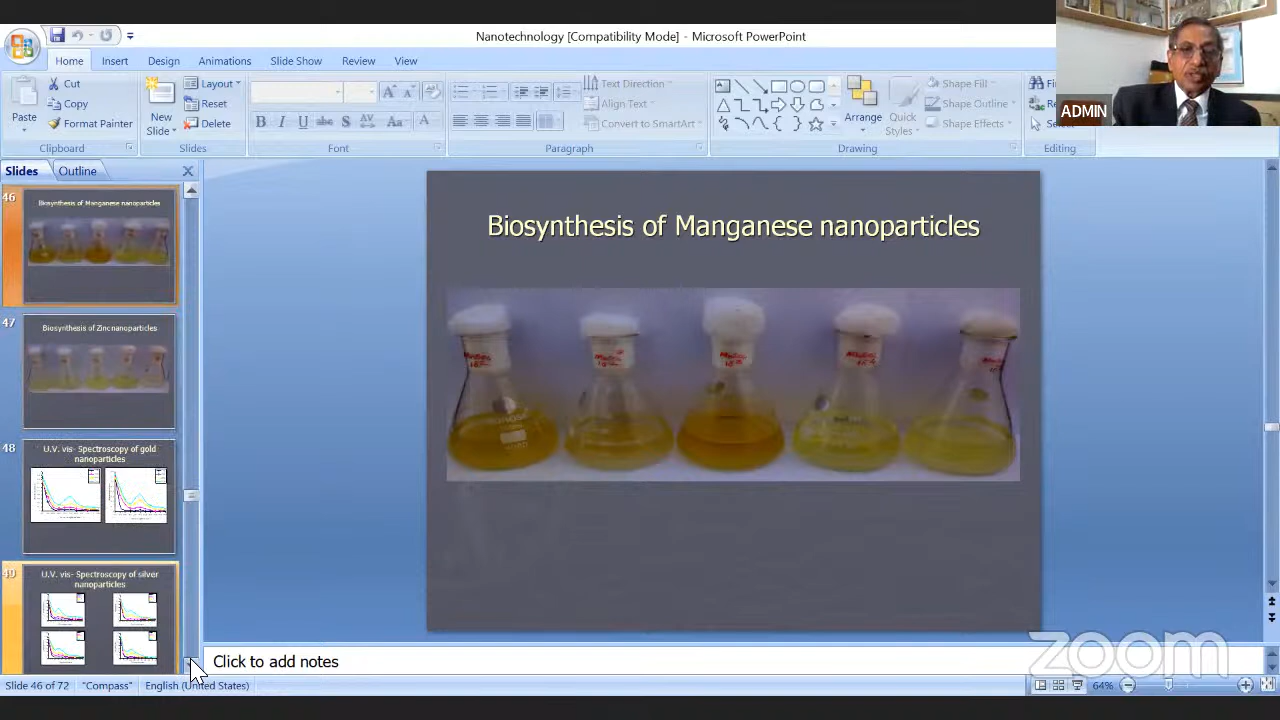 Nanotechnology [Compatibility Mode] - Microsoft PowerPoint
Home Insert Design Animations Slide Show Review View
Paste
Cut
Copy
Format Painter
Clipboard
New Slide
Layout
Reset
Delete
Slides
B I U abe S AV Aa A
Font
Text Direction
Align Text
Convert to SmartArt
Paragraph
Arrange
Quick Styles
Shape Fill
Shape Outline
Shape Effects
Drawing
Editing
ADMIN
Slides Outline
46
Biosynthesis of Manganese nanoparticles
47
Biosynthesis of Zinc nanoparticles
48
U.V. vis- Spectroscopy of gold
nanoparticles
49
U.V. vis- Spectroscopy of silver
nanoparticles
Biosynthesis of Manganese nanoparticles
Click to add notes
zoom
Slide 46 of 72 "Compass" English (United States) 64%